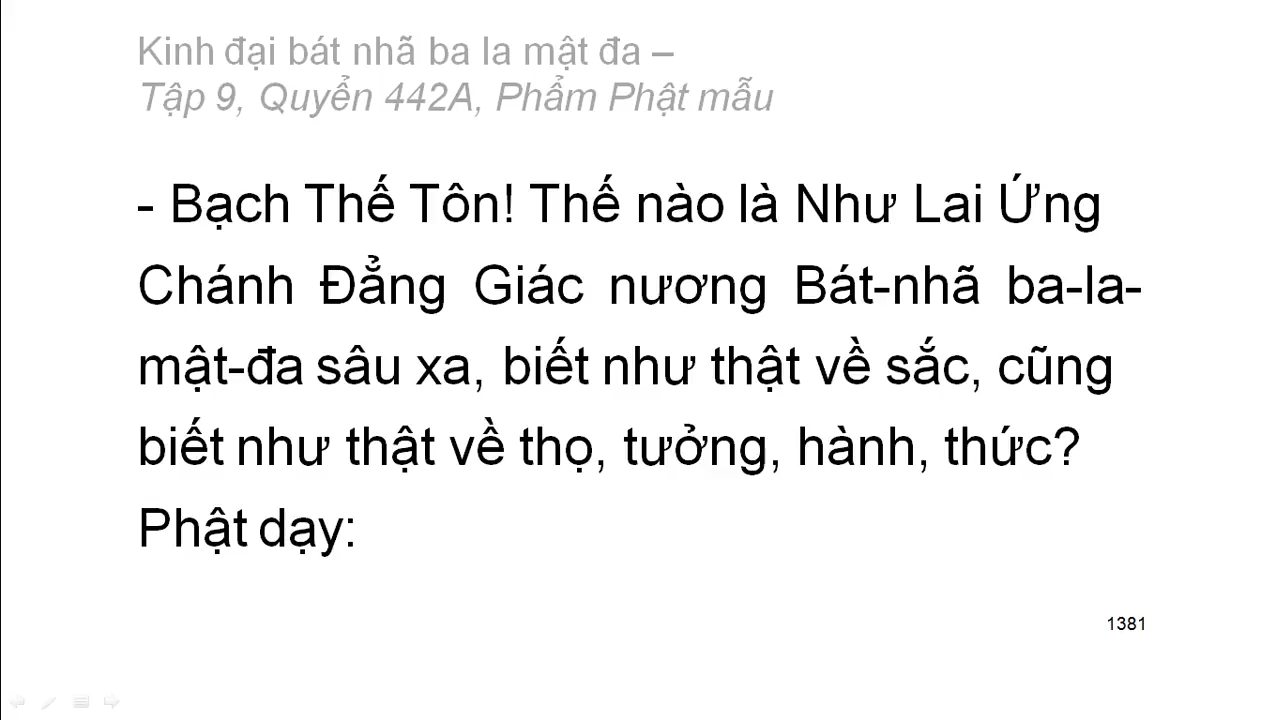 Kinh đại bát nhã ba la mật đa –
Tập 9, Quyển 442A, Phẩm Phật mẫu
- Bạch Thế Tôn! Thế nào là Như Lai Ứng
Chánh Đẳng Giác nương Bát-nhã ba-la-
mật-đa sâu xa, biết như thật về sắc, cũng
biết như thật về thọ, tưởng, hành, thức?
Phật dạy:
1381